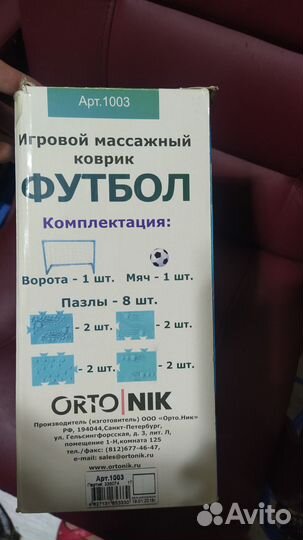 Арт.1003
Игровой массажный
коврик
ФУТБОЛ
Комплектация:
Ворота - 1 шт. Мяч - 1 шт.
Пазлы - 8 шт.
- 2 шт. - 2 шт.
- 2 шт. - 2 шт.
ORTO|NIK
Производитель (изготовитель) ООО «Орто.Ник»
РФ, 194044,Санкт-Петербург,
ул. Гельсингфорсская, д. 3, лит. Л,
помещение 1-Н,комната 125
тел./факс: (812)677-46-47,
e-mail: sales@ortonik.ru
www.ortonik.ru
Арт.1003
Avito